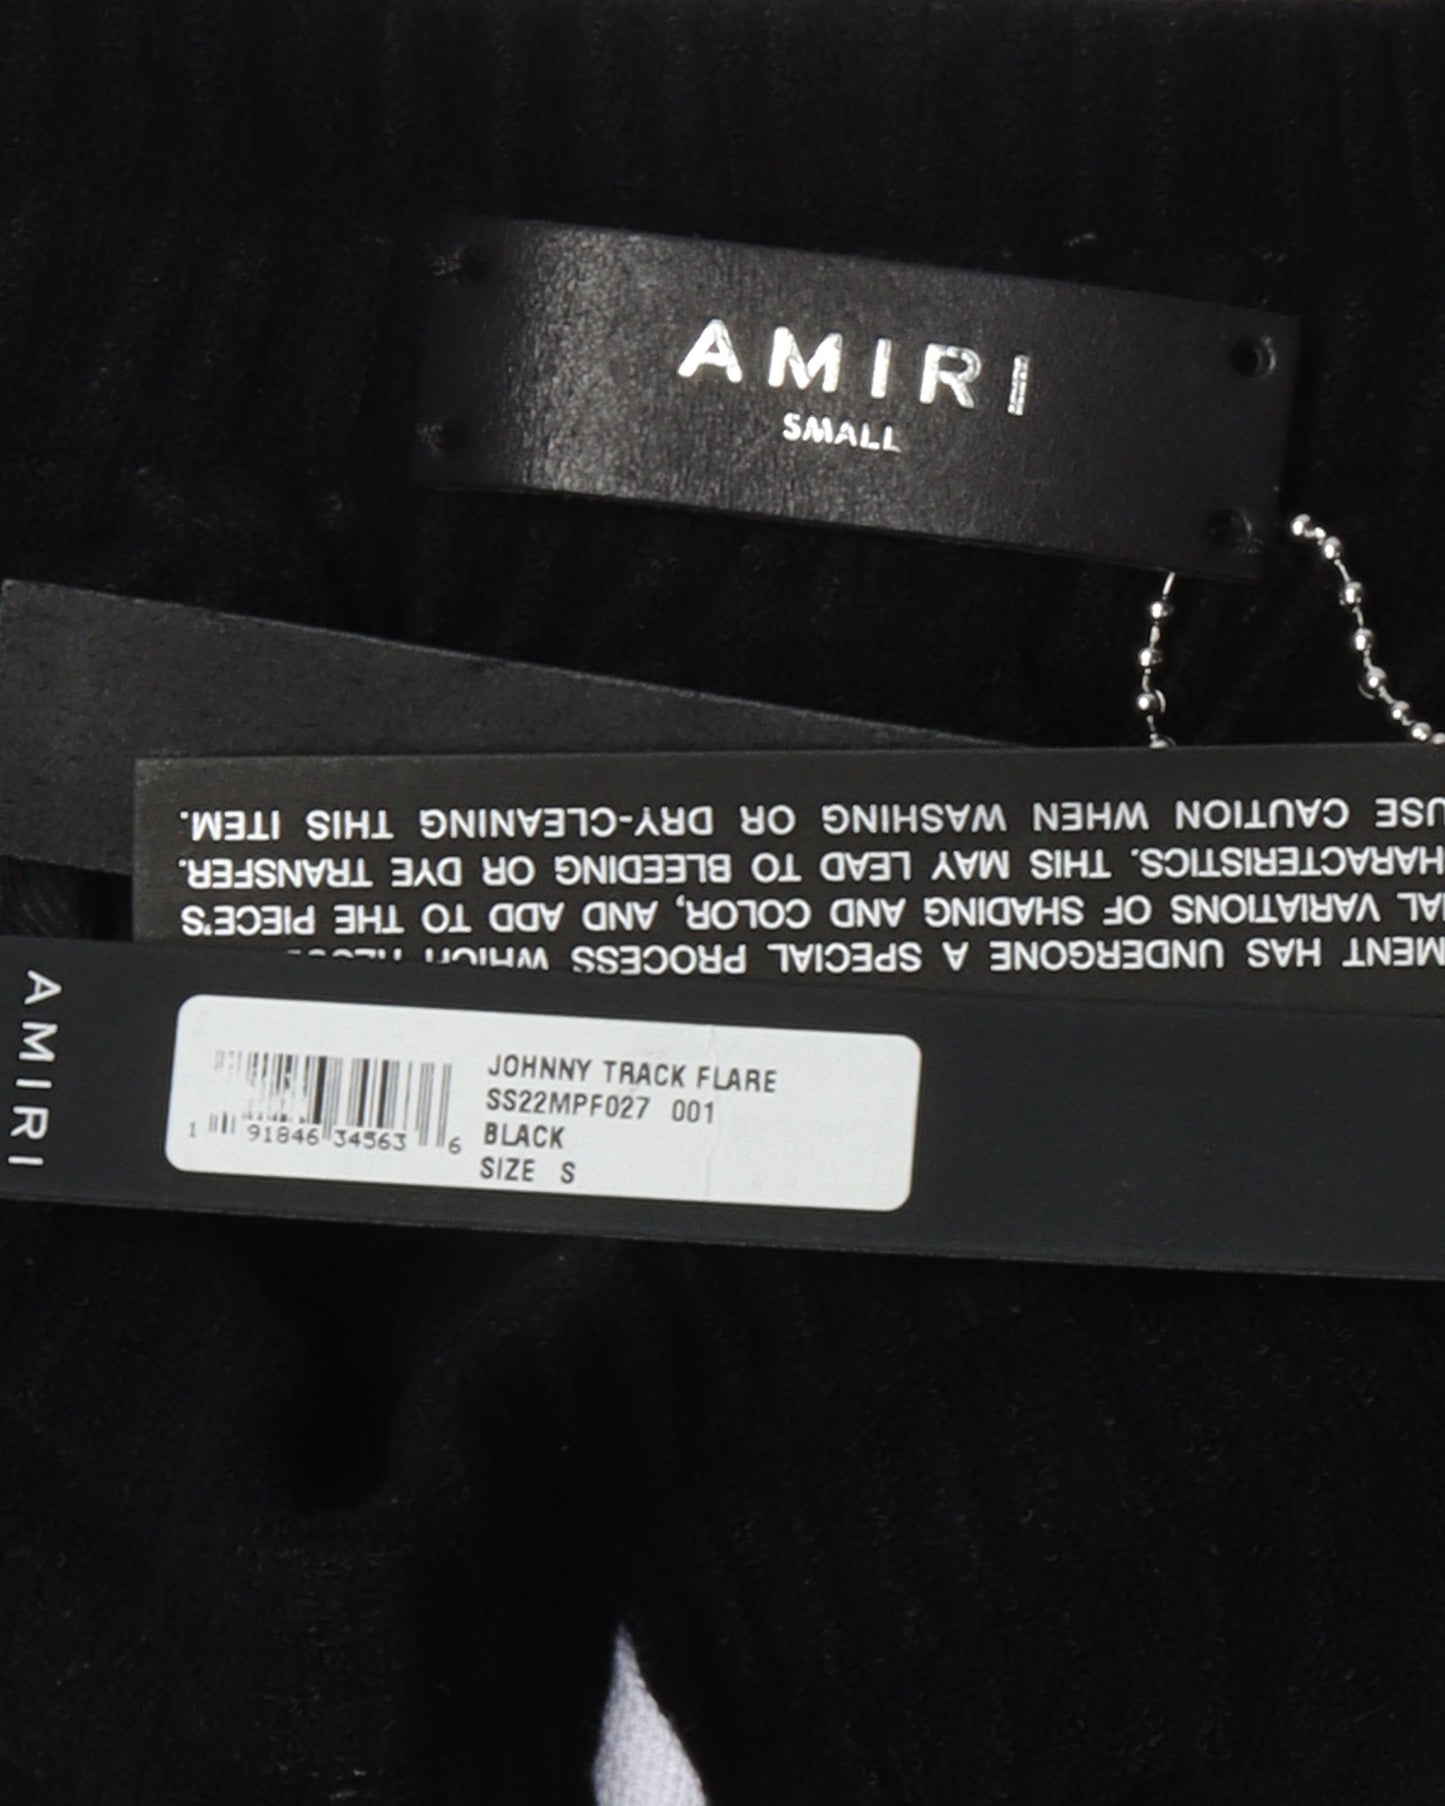 AMIRI
SMALL
MENT HAS UNDERGONE A SPECIAL PROCESS WHICH
AL VARIATIONS OF SHADING AND COLOR, AND ADD TO THE PIECE'S
HARACTERISTICS. THIS MAY LEAD TO BLEEDING OR DYE TRANSFER.
USE CAUTION WHEN WASHING OR DRY-CLEANING THIS ITEM.
AMIRI
JOHNNY TRACK FLARE
SS22MPF027 001
BLACK
SIZE S
1 91846 34563 6